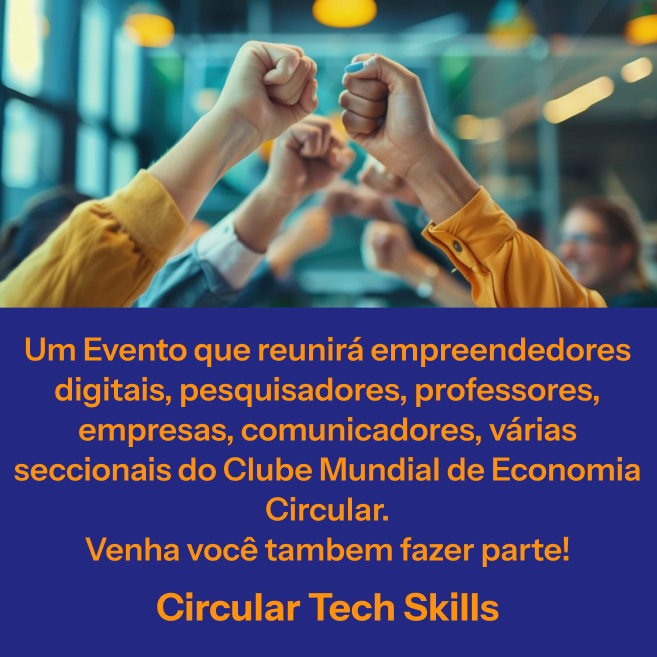 Um Evento que reunirá empreendedores
digitais, pesquisadores, professores,
empresas, comunicadores, várias
seccionais do Clube Mundial de Economia
Circular.
Venha você tambem fazer parte!
Circular Tech Skills